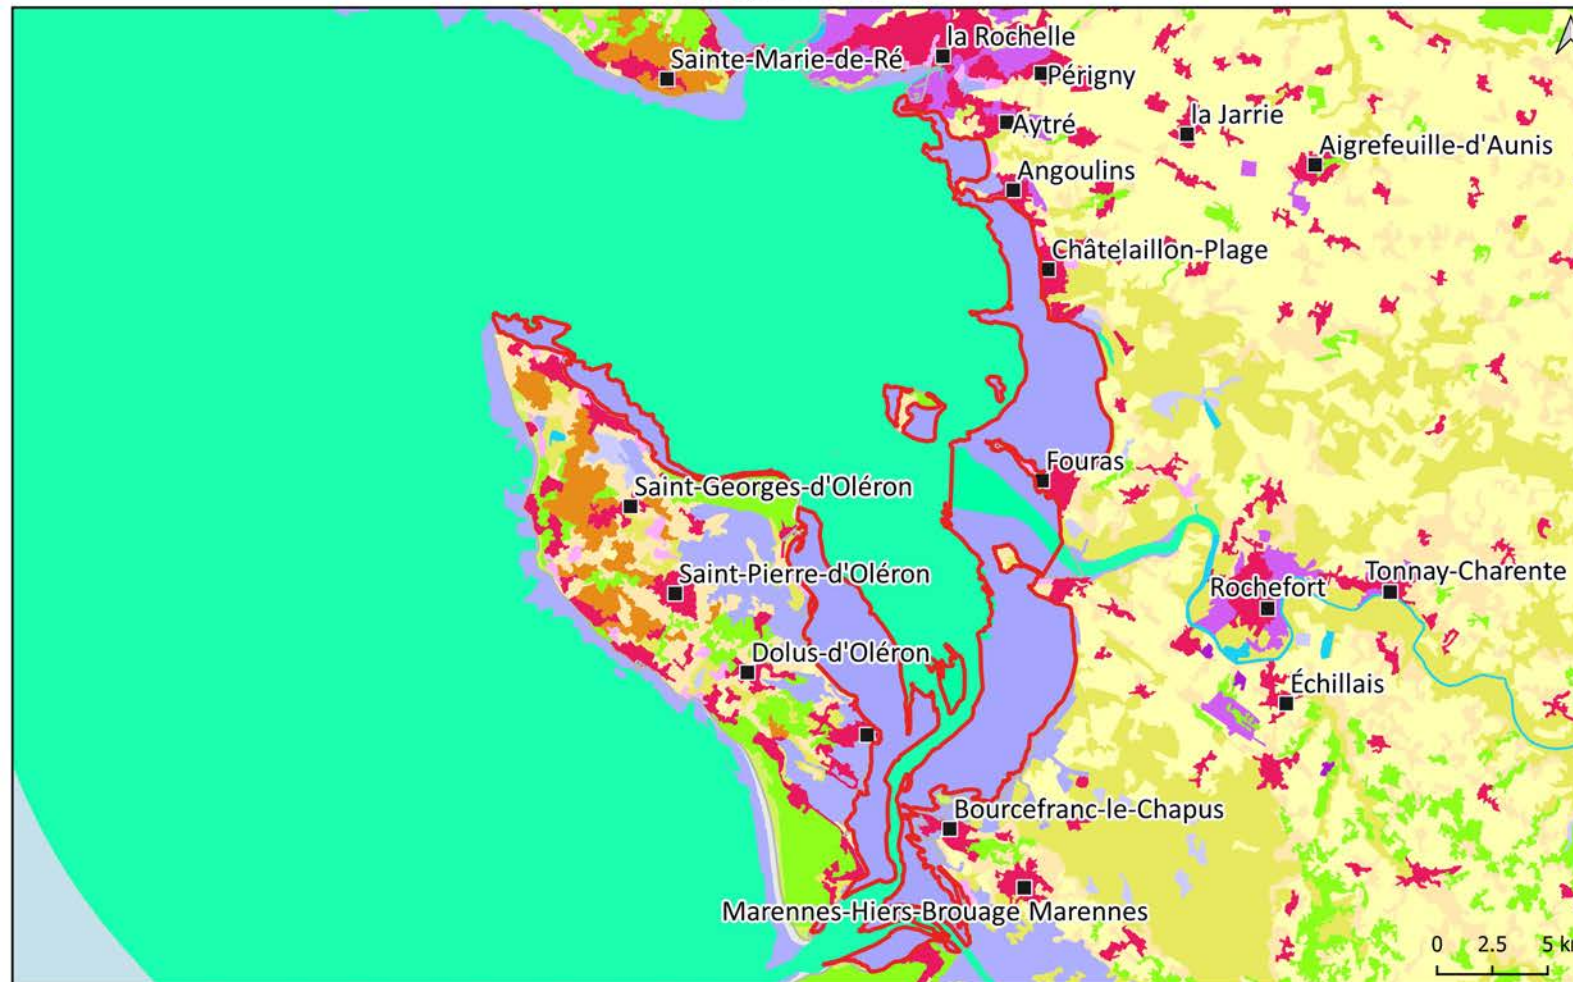 la Rochelle
Sainte-Marie-de-Ré
Périgny
la Jarrie
Aytré
Aigrefeuille-d'Aunis
Angoulins
Châtelaillon-Plage
Fouras
Saint-Georges-d'Oléron
Saint-Pierre-d'Oléron
Tonnay-Charente
Rochefort
Dolus-d'Oléron
Échillais
Bourcefranc-le-Chapus
Marennes-Hiers-Brouage Marennes
0 2.5 5 km